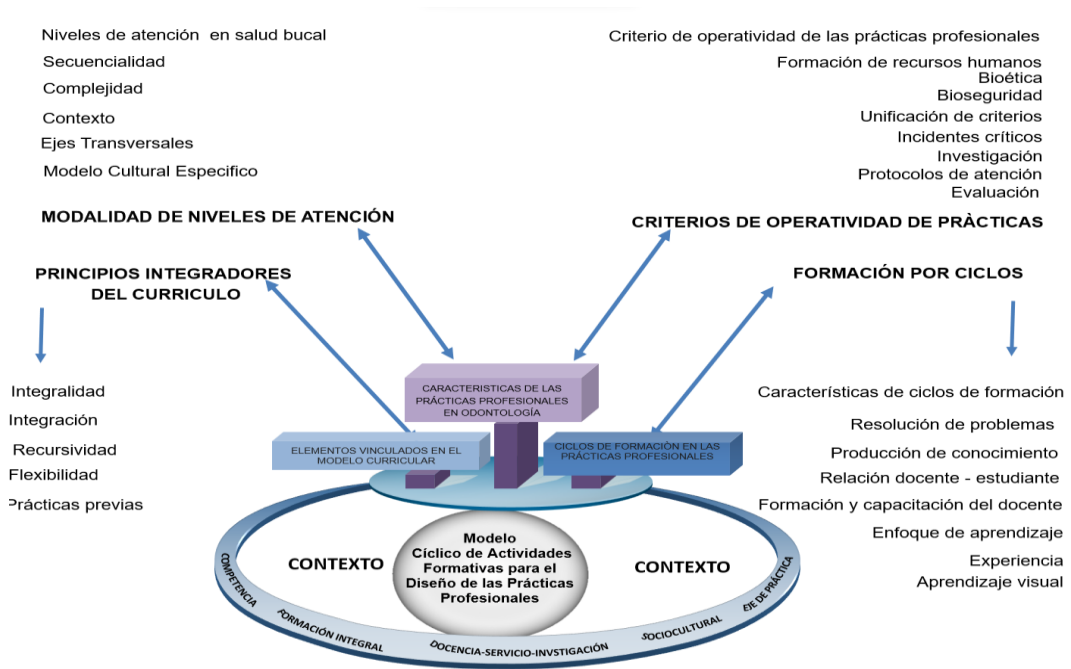 Niveles de atención en salud bucal
Secuencialidad
Complejidad
Contexto
Ejes Transversales
Modelo Cultural Especifico
MODALIDAD DE NIVELES DE ATENCIÓN
PRINCIPIOS INTEGRADORES
DEL CURRICULO
Integralidad
Integración
Recursividad
Flexibilidad
Prácticas previas
Criterio de operatividad de las prácticas profesionales
Formación de recursos humanos
Bioética
Bioseguridad
Unificación de criterios
Incidentes críticos
Investigación
Protocolos de atención
Evaluación
CRITERIOS DE OPERATIVIDAD DE PRÀCTICAS
FORMACIÓN POR CICLOS
Características de ciclos de formación
Resolución de problemas
Producción de conocimiento
Relación docente - estudiante
Formación y capacitación del docente
Enfoque de aprendizaje
Experiencia
Aprendizaje visual
CARACTERISTICAS DE LAS
PRÁCTICAS PROFESIONALES
EN ODONTOLOGÍA
ELEMENTOS VINCULADOS EN EL
MODELO CURRICULAR
CICLOS DE FORMACIÒN EN LAS
PRÁCTICAS PROFESIONALES
CONTEXTO
Modelo
Cíclico de Actividades
Formativas para el
Diseño de las Prácticas
Profesionales
CONTEXTO
COMPETENCIA
FORMACIÓN INTEGRAL
DOCENCIA-SERVICIO-INVSTIGACIÓN
SOCIOCULTURAL
EJE DE PRÁCTICA